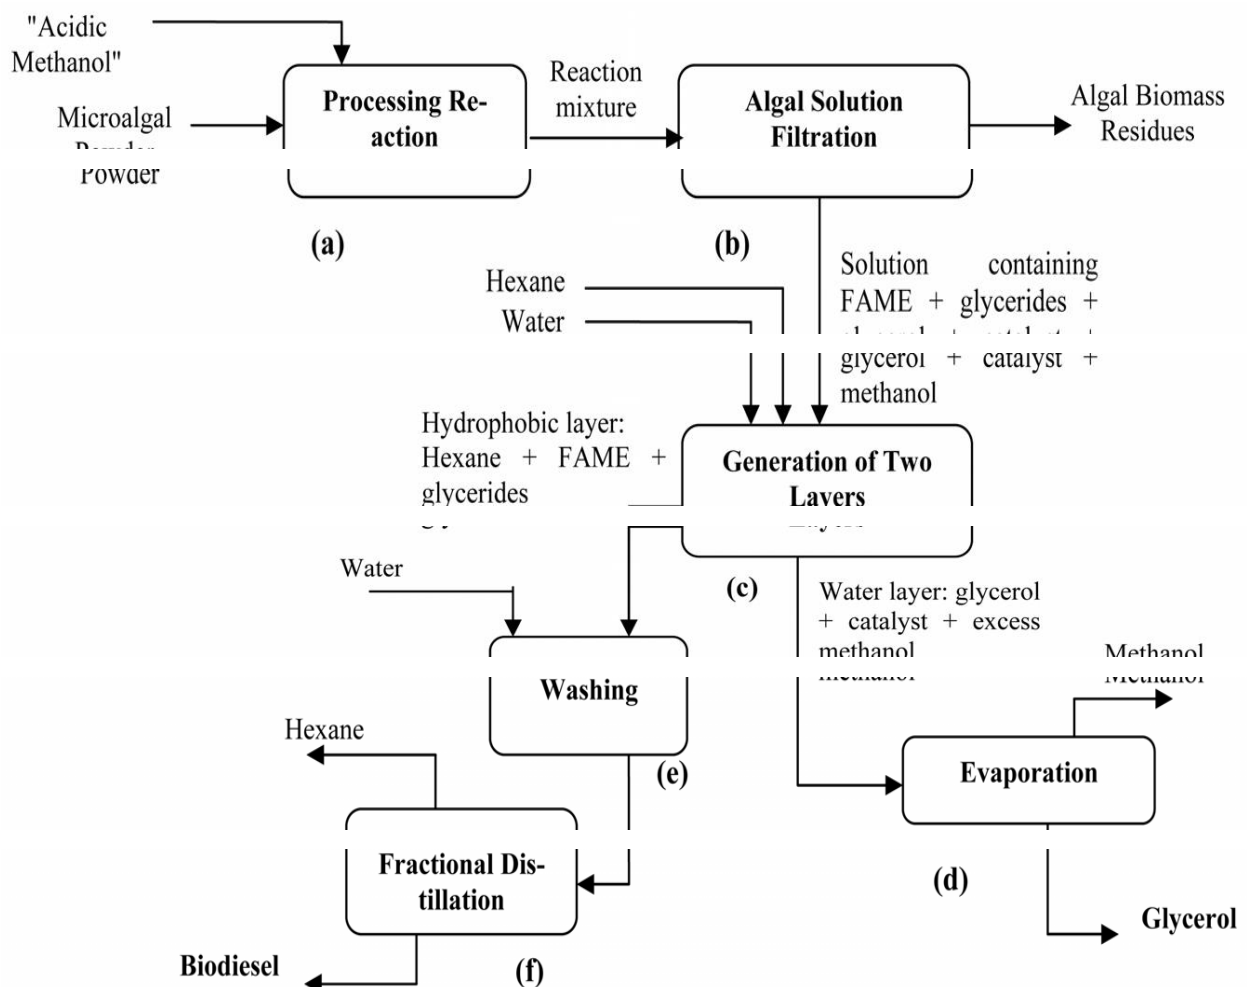 "Acidic
Methanol"
Microalgal
Powder
Processing Re-
action
(a)
Reaction
mixture
Algal Solution
Filtration
(b)
Algal Biomass
Residues
Hexane
Water
Solution containing
FAME + glycerides +
glycerol + catalyst +
methanol
Hydrophobic layer:
Hexane + FAME +
glycerides
Generation of Two
Layers
(c)
Water layer: glycerol
+ catalyst + excess
methanol
Water
Washing
(e)
Methanol
Evaporation
(d)
Glycerol
Hexane
Fractional Dis-
tillation
(f)
Biodiesel